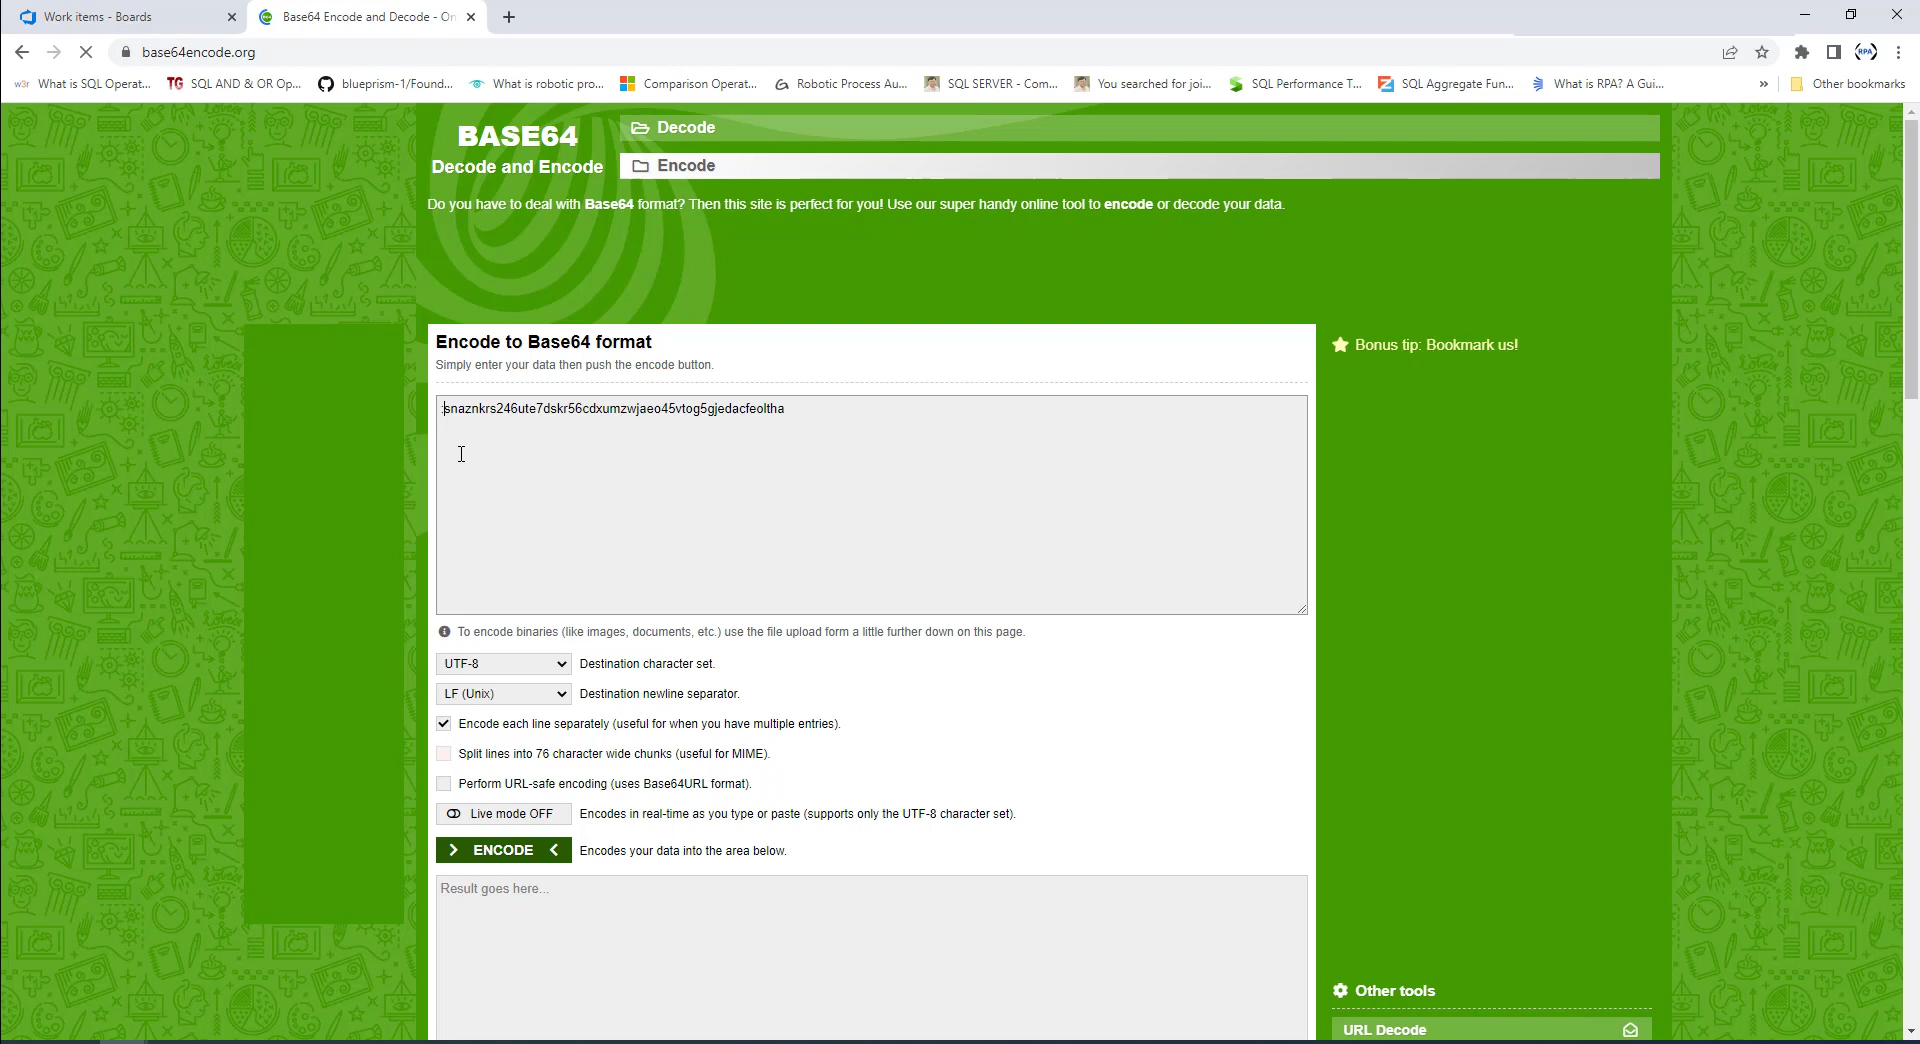 Work items - Boards
Base64 Encode and Decode - On
base64encode.org
What is SQL Operat...
SQL AND & OR Op...
blueprism-1/Found...
What is robotic pro...
Comparison Operat...
Robotic Process Au...
SQL SERVER - Com...
You searched for joi...
SQL Performance T...
SQL Aggregate Fun...
What is RPA? A Gui...
Other bookmarks
BASE64
Decode and Encode
Decode
Encode
Do you have to deal with Base64 format? Then this site is perfect for you! Use our super handy online tool to encode or decode your data.
Encode to Base64 format
Simply enter your data then push the encode button.
:snaznkrs246ute7dskr56cdxumzwjaeo45vtog5gjedacfeoltha
To encode binaries (like images, documents, etc.) use the file upload form a little further down on this page.
UTF-8 Destination character set.
LF (Unix) Destination newline separator.
Encode each line separately (useful for when you have multiple entries).
Split lines into 76 character wide chunks (useful for MIME).
Perform URL-safe encoding (uses Base64URL format).
Live mode OFF Encodes in real-time as you type or paste (supports only the UTF-8 character set).
> ENCODE < Encodes your data into the area below.
Result goes here...
Bonus tip: Bookmark us!
Other tools
URL Decode